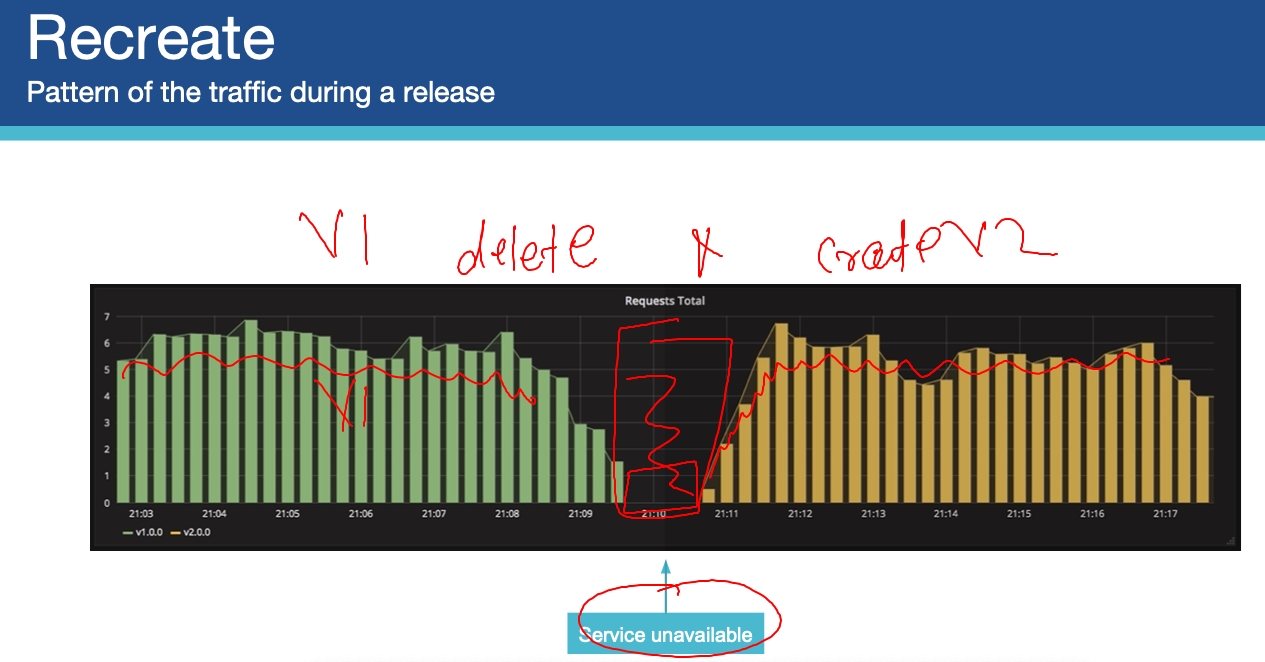 Recreate
Pattern of the traffic during a release
V1 delete & create V2
Requests Total
7
6
5
4
3
2
1
0
V1
21:03 21:04 21:05 21:06 21:07 21:08 21:09 21:10 21:11 21:12 21:13 21:14 21:15 21:16 21:17
v1.0.0 v2.0.0
Service unavailable